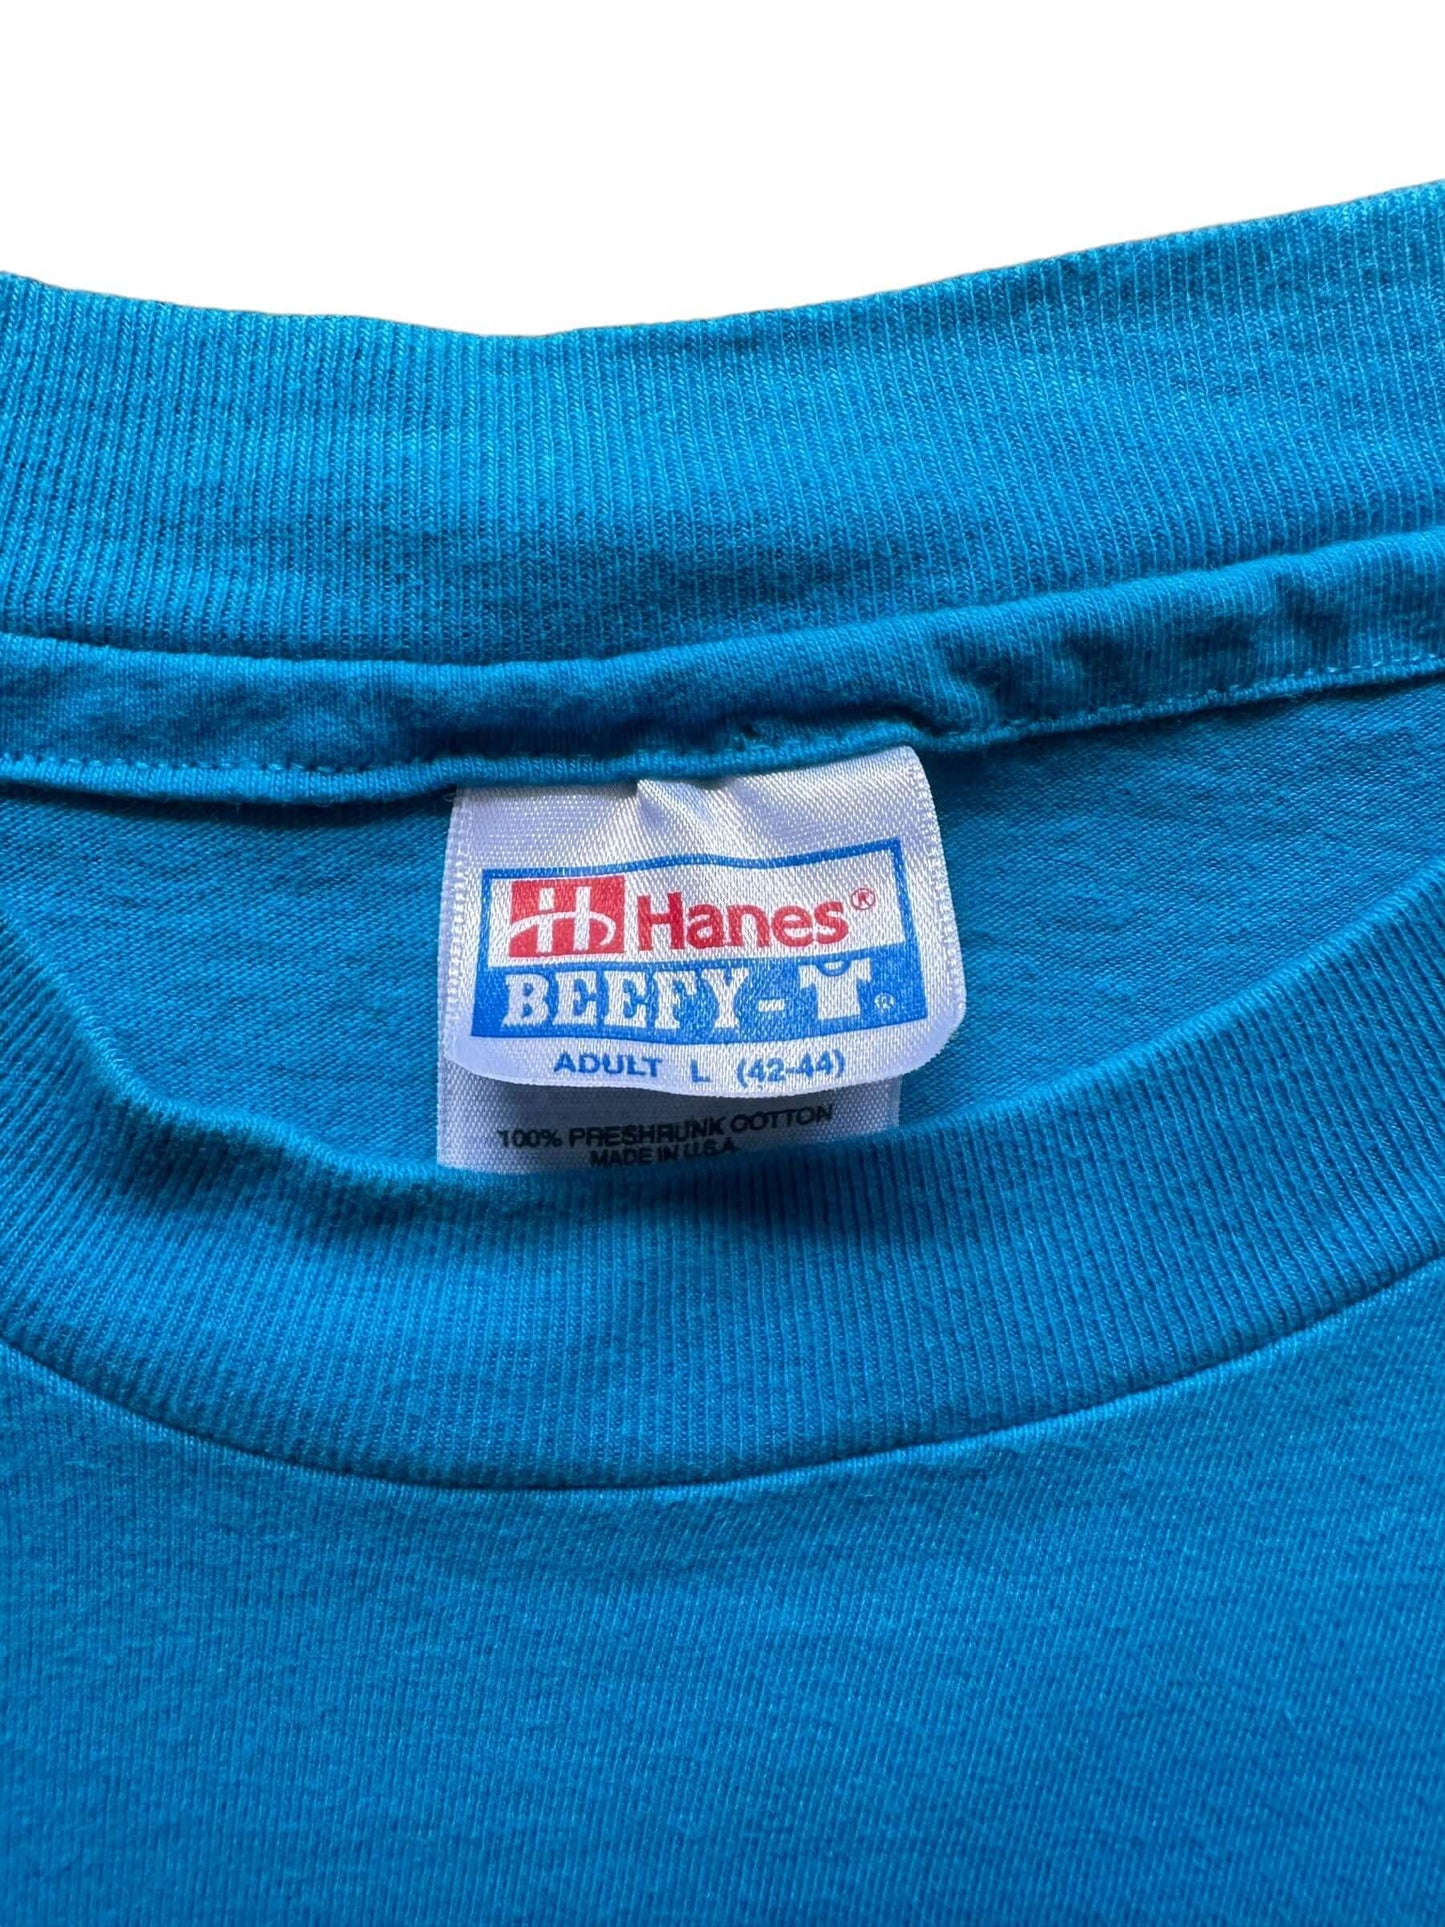 Hanes®
BEEFY-T®
ADULT L (42-44)
100% PRESHRUNK COTTON
MADE IN U.S.A.